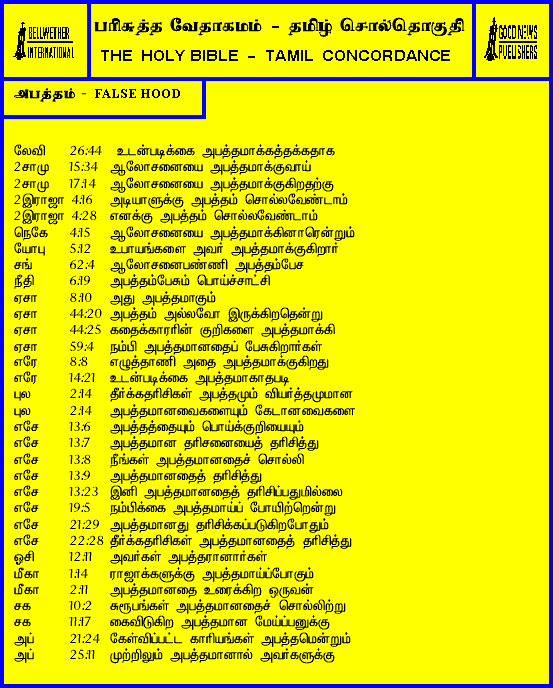 BELLWETHER
INTERNATIONAL
பரிசுத்த வேதாகமம் - தமிழ் சொல்தொகுதி
THE HOLY BIBLE - TAMIL CONCORDANCE
GOOD NEWS
PUBLISHERS
அபத்தம் - FALSE HOOD
லேவி 26:44 உடன்படிக்கை அபத்தமாக்கத்தக்கதாக
2சாமு 15:34 ஆலோசனையை அபத்தமாக்குவாய்
2சாமு 17:14 ஆலோசனையை அபத்தமாக்குகிறதற்கு
2இராஜா 4:16 அடியாளுக்கு அபத்தம் சொல்லவேண்டாம்
2இராஜா 4:28 எனக்கு அபத்தம் சொல்லவேண்டாம்
நெகே 4:15 ஆலோசனையை அபத்தமாக்கினாரென்றும்
யோபு 5:12 உபாயங்களை அவர் அபத்தமாக்குகிறார்
சங் 62:4 ஆலோசனைபண்ணி அபத்தம்பேச
நீதி 6:19 அபத்தம்பேசும் பொய்ச்சாட்சி
ஏசா 8:10 அது அபத்தமாகும்
ஏசா 44:20 அபத்தம் அல்லவோ இருக்கிறதென்று
ஏசா 44:25 கதைக்காரரின் குறிகளை அபத்தமாக்கி
ஏசா 59:4 நம்பி அபத்தமானதைப் பேசுகிறார்கள்
எரே 8:8 எழுத்தாணி அதை அபத்தமாக்குகிறது
எரே 14:21 உடன்படிக்கை அபத்தமாகாதபடி
புல 2:14 தீர்க்கதரிசிகள் அபத்தமும் வியர்த்தமுமான
புல 2:14 அபத்தமானவைகளையும் கேடானவைகளை
எசே 13:6 அபத்தத்தையும் பொய்க்குறியையும்
எசே 13:7 அபத்தமான தரிசனையைத் தரிசித்து
எசே 13:8 நீங்கள் அபத்தமானதைச் சொல்லி
எசே 13:9 அபத்தமானதைத் தரிசித்து
எசே 13:23 இனி அபத்தமானதைத் தரிசிப்பதுமில்லை
எசே 19:5 நம்பிக்கை அபத்தமாய்ப் போயிற்றென்று
எசே 21:29 அபத்தமானது தரிசிக்கப்படுகிறபோதும்
எசே 22:28 தீர்க்கதரிசிகள் அபத்தமானதைத் தரிசித்து
ஓசி 12:11 அவர்கள் அபத்தரானார்கள்
மீகா 1:14 ராஜாக்களுக்கு அபத்தமாய்ப்போகும்
மீகா 2:11 அபத்தமானதை உரைக்கிற ஒருவன்
சக 10:2 சுரூபங்கள் அபத்தமானதைச் சொல்லிற்று
சக 11:17 கைவிடுகிற அபத்தமான மேய்ப்பனுக்கு
அப் 21:24 கேள்விப்பட்ட காரியங்கள் அபத்தமென்றும்
அப் 25:11 முற்றிலும் அபத்தமானால் அவர்களுக்கு